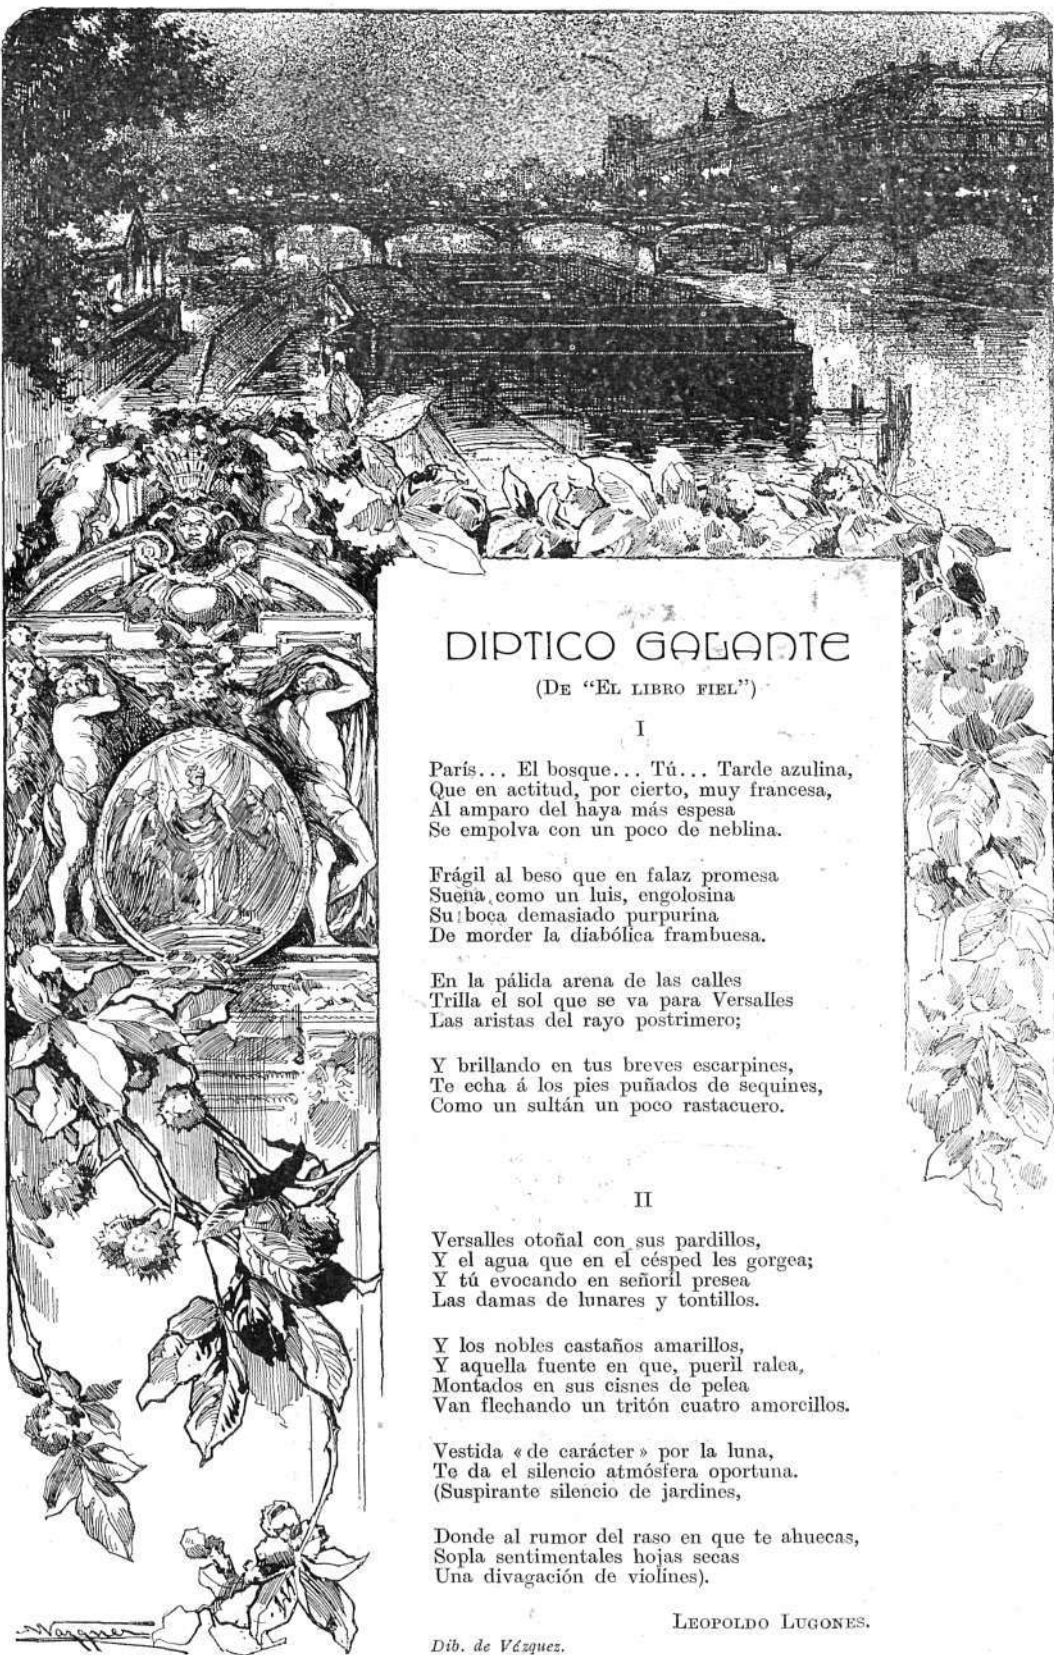 DIPTICO GALANTE
(DE “EL LIBRO FIEL”)
I
París... El bosque... Tú... Tarde azulina,
Que en actitud, por cierto, muy francesa,
Al amparo del haya más espesa
Se empolva con un poco de neblina.
Frágil al beso que en falaz promesa
Suena como un luis, engolosina
Su boca demasiado purpurina
De morder la diabólica frambuesa.
En la pálida arena de las calles
Trilla el sol que se va para Versalles
Las aristas del rayo postrimero;
Y brillando en tus breves escarpines,
Te echa á los pies puñados de sequines,
Como un sultán un poco rastacuero.
II
Versalles otoñal con sus pardillos,
Y el agua que en el césped les gorgea;
Y tú evocando en señoril presea
Las damas de lunares y tontillos.
Y los nobles castaños amarillos,
Y aquella fuente en que, pueril ralea,
Montados en sus cisnes de pelea
Van flechando un tritón cuatro amorcillos.
Vestida «de carácter» por la luna,
Te da el silencio atmósfera oportuna.
(Suspirante silencio de jardines,
Donde al rumor del raso en que te ahuecas,
Sopla sentimentales hojas secas
Una divagación de violines).
LEOPOLDO LUGONES.
Dib. de Vázquez.